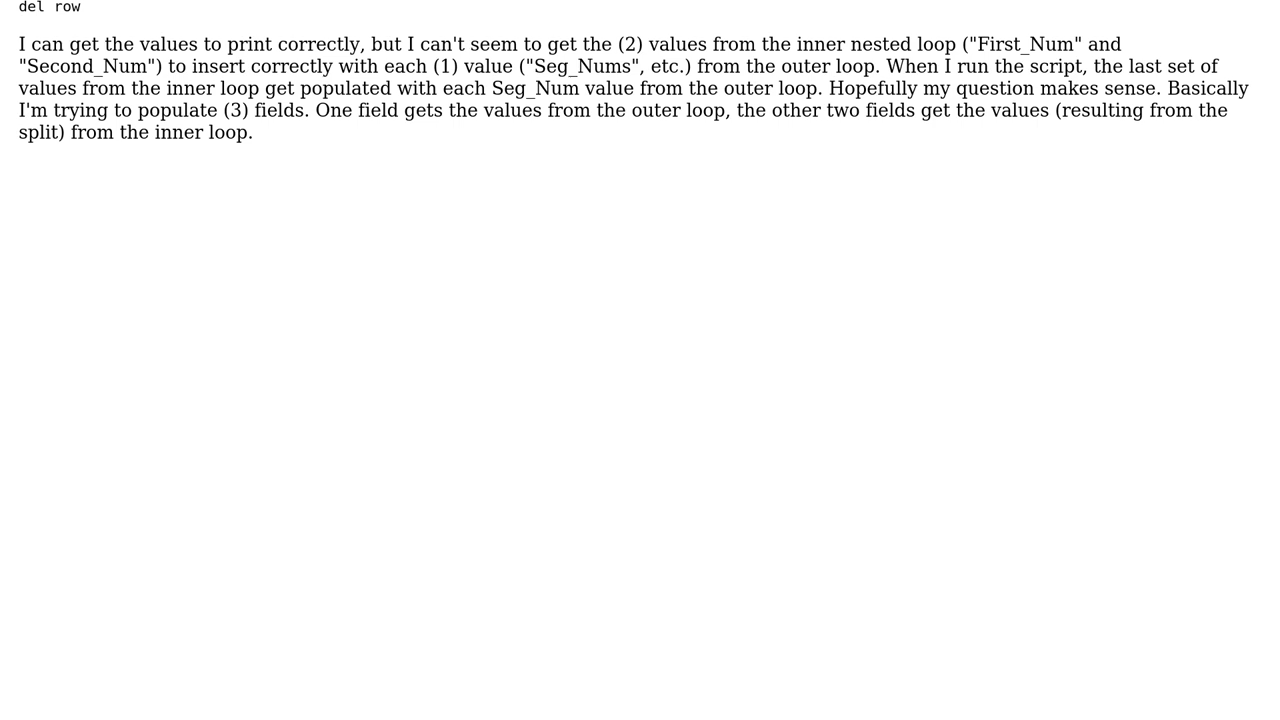 del row
I can get the values to print correctly, but I can't seem to get the (2) values from the inner nested loop ("First_Num" and
"Second_Num") to insert correctly with each (1) value ("Seg_Nums", etc.) from the outer loop. When I run the script, the last set of
values from the inner loop get populated with each Seg_Num value from the outer loop. Hopefully my question makes sense. Basically
I'm trying to populate (3) fields. One field gets the values from the outer loop, the other two fields get the values (resulting from the
split) from the inner loop.